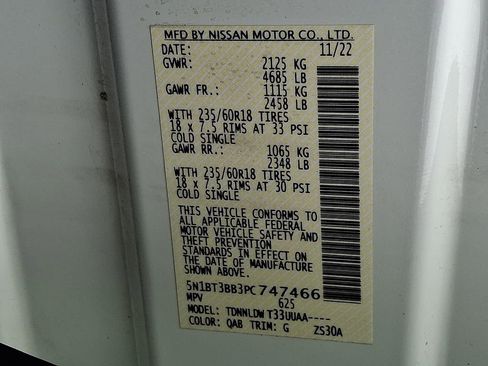 MFD BY NISSAN MOTOR CO., LTD.
DATE: 11/22
GVWR: 2125 KG
4685 LB
GAWR FR.: 1115 KG
2458 LB
WITH 235/60R18 TIRES
18 x 7.5 RIMS AT 33 PSI
COLD SINGLE
GAWR RR.: 1065 KG
2348 LB
WITH 235/60R18 TIRES
18 x 7.5 RIMS AT 30 PSI
COLD SINGLE
THIS VEHICLE CONFORMS TO
ALL APPLICABLE FEDERAL
MOTOR VEHICLE SAFETY AND
THEFT PREVENTION
STANDARDS IN EFFECT ON
THE DATE OF MANUFACTURE
SHOWN ABOVE.
5N1BT3BB3PC747466
MPV 625
MODEL: TDNNLDW T33UUAA----
COLOR: QAB TRIM: G ZS30A